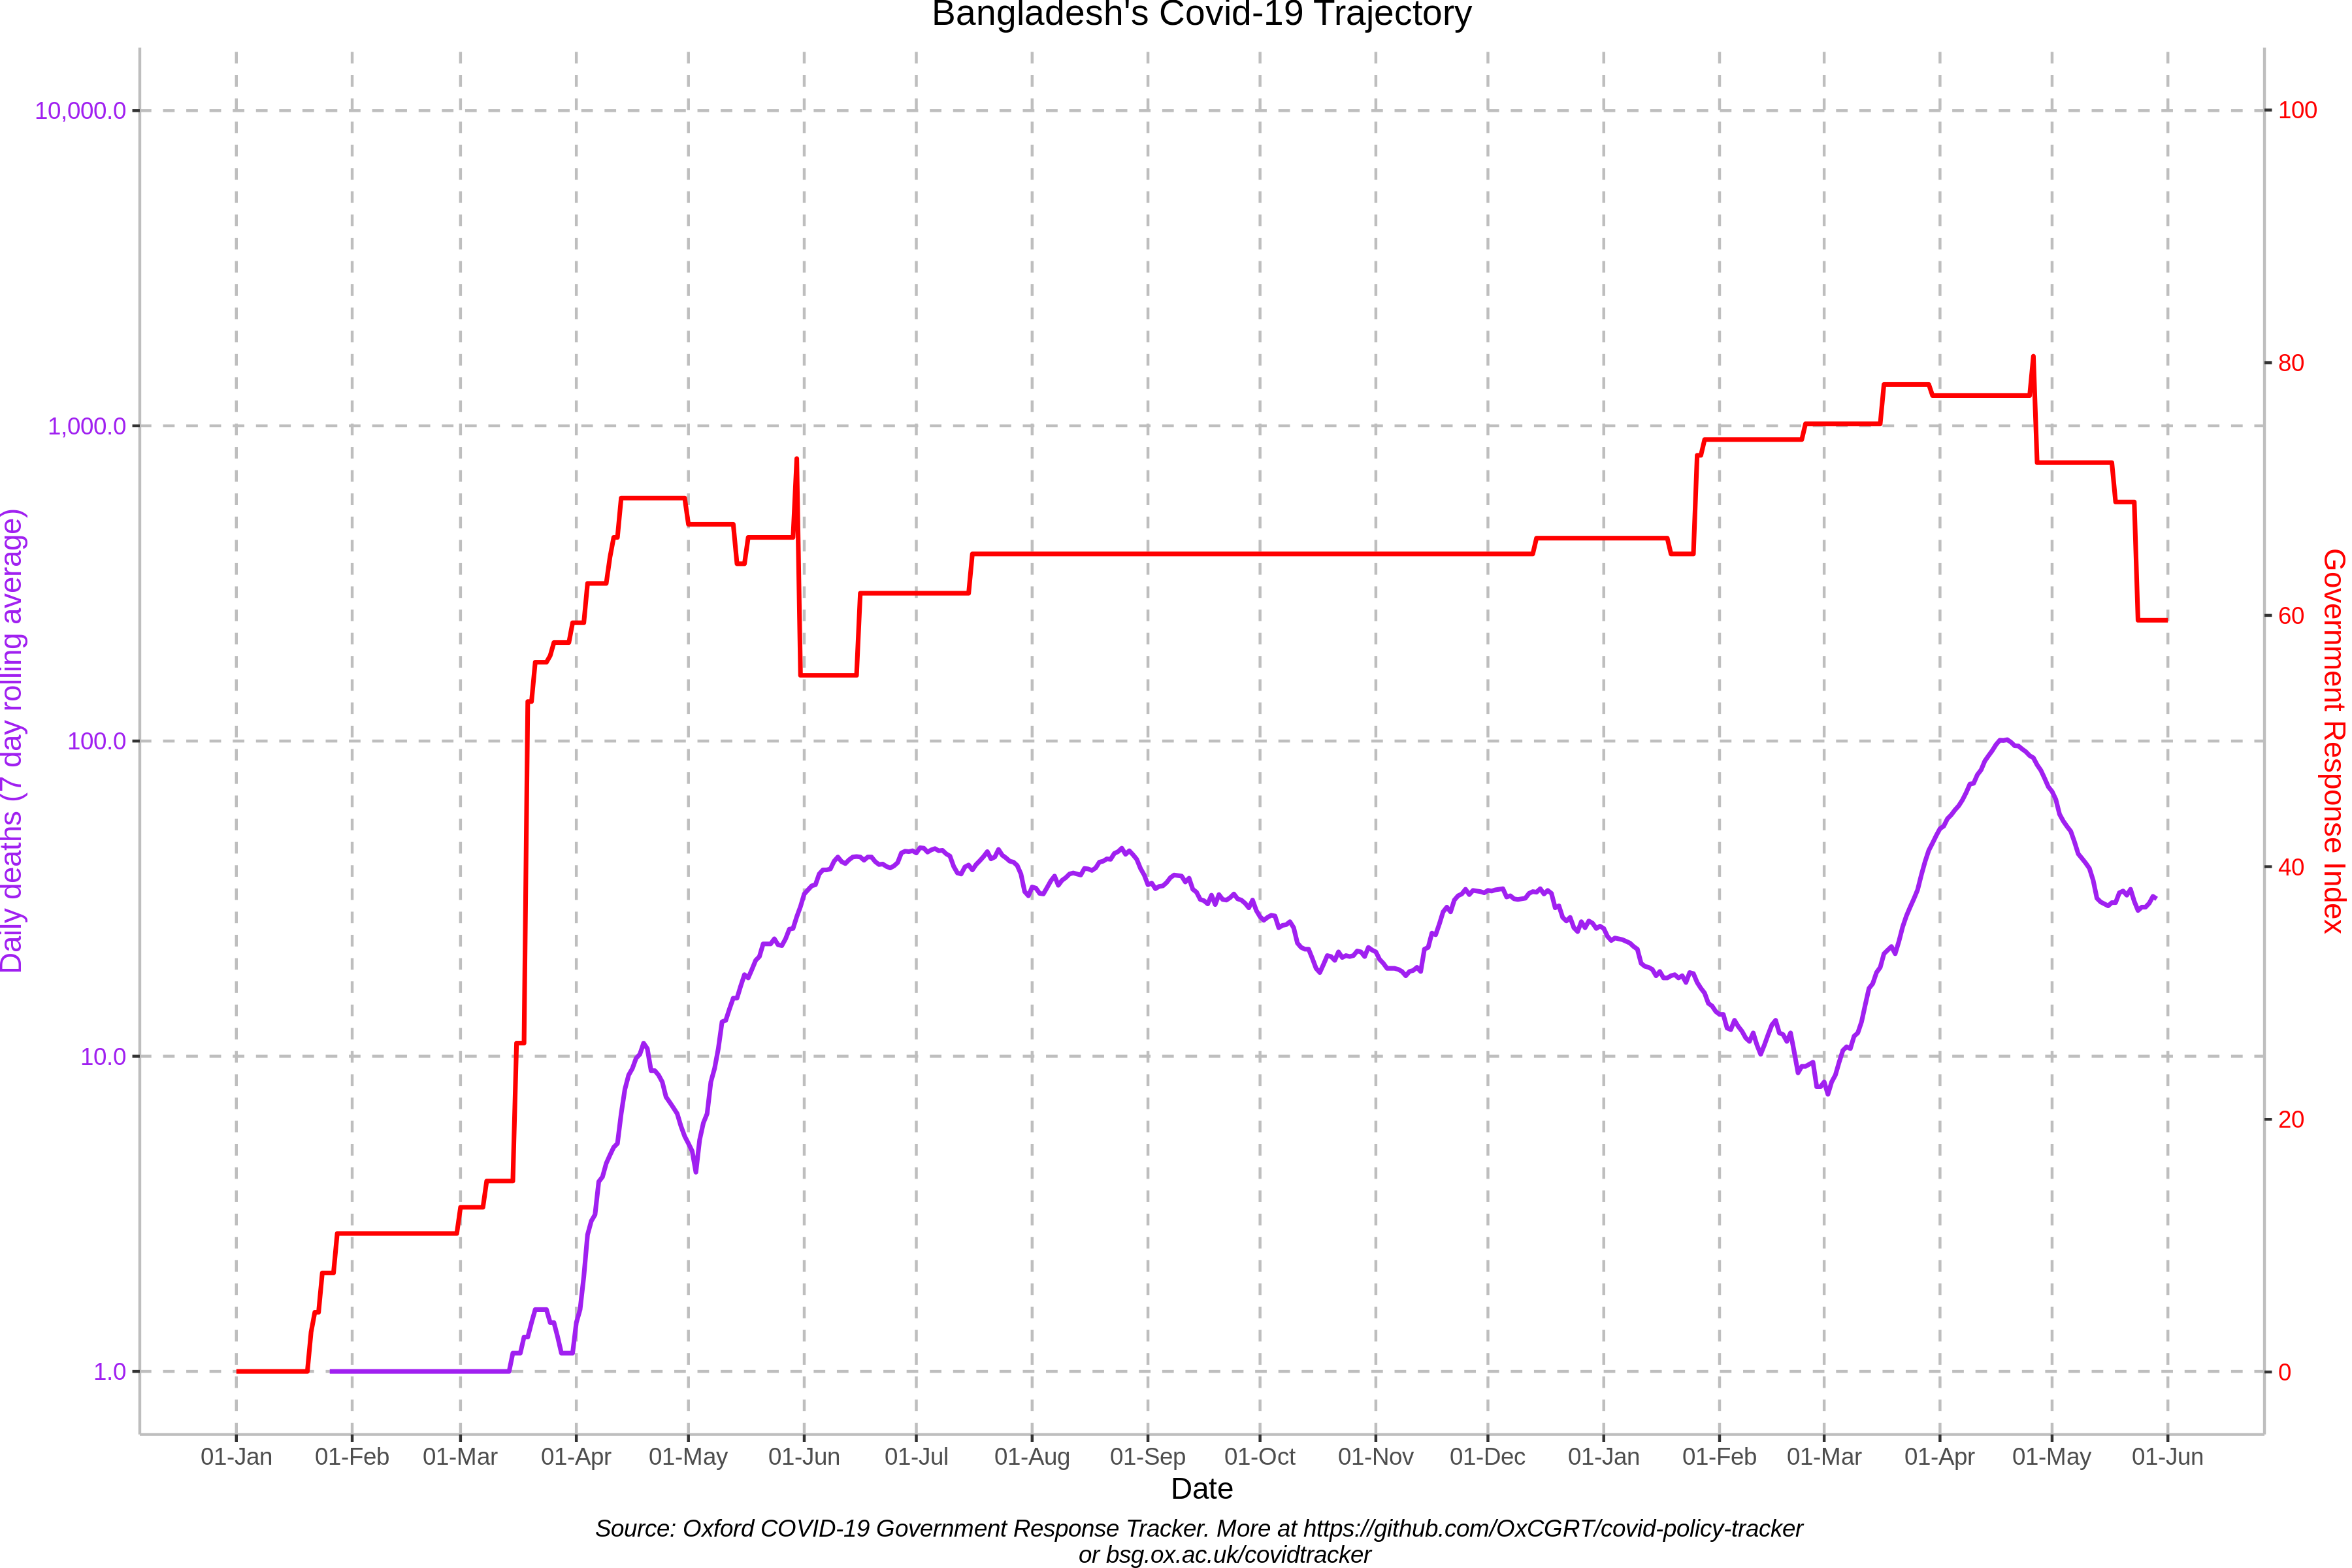 Bangladesh's Covid-19 Trajectory
Daily deaths (7 day rolling average)
10,000.0
1,000.0
100.0
10.0
1.0
100
80
60
40
20
0
Government Response Index
01-Jan 01-Feb 01-Mar 01-Apr 01-May 01-Jun 01-Jul 01-Aug 01-Sep 01-Oct 01-Nov 01-Dec 01-Jan 01-Feb 01-Mar 01-Apr 01-May 01-Jun
Date
Source: Oxford COVID-19 Government Response Tracker. More at https://github.com/OxCGRT/covid-policy-tracker
or bsg.ox.ac.uk/covidtracker